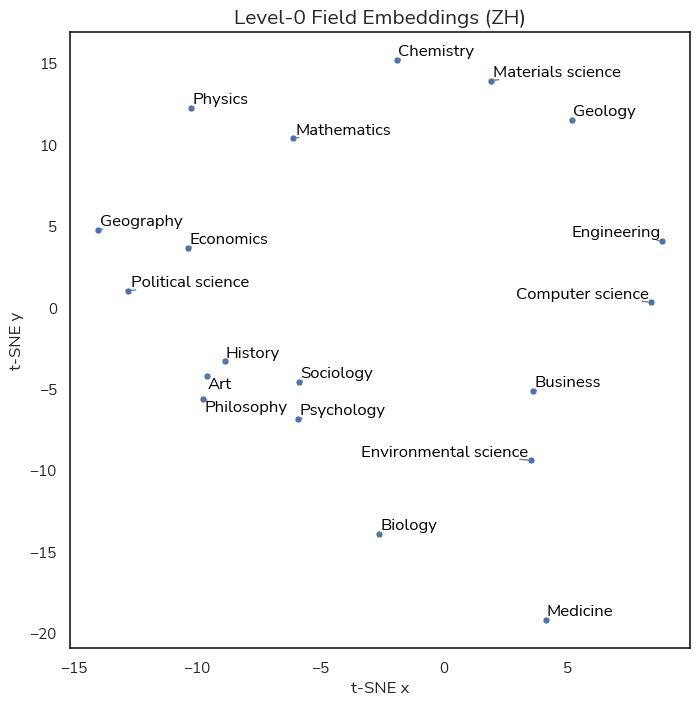 Level-0 Field Embeddings (ZH)
Chemistry
Materials science
Physics
Geology
Mathematics
Geography
Economics
Engineering
Political science
Computer science
History
Sociology
Art
Business
Philosophy
Psychology
Environmental science
Biology
Medicine
t-SNE y
15
10
5
0
−5
−10
−15
−20
−15
−10
−5
0
5
t-SNE x